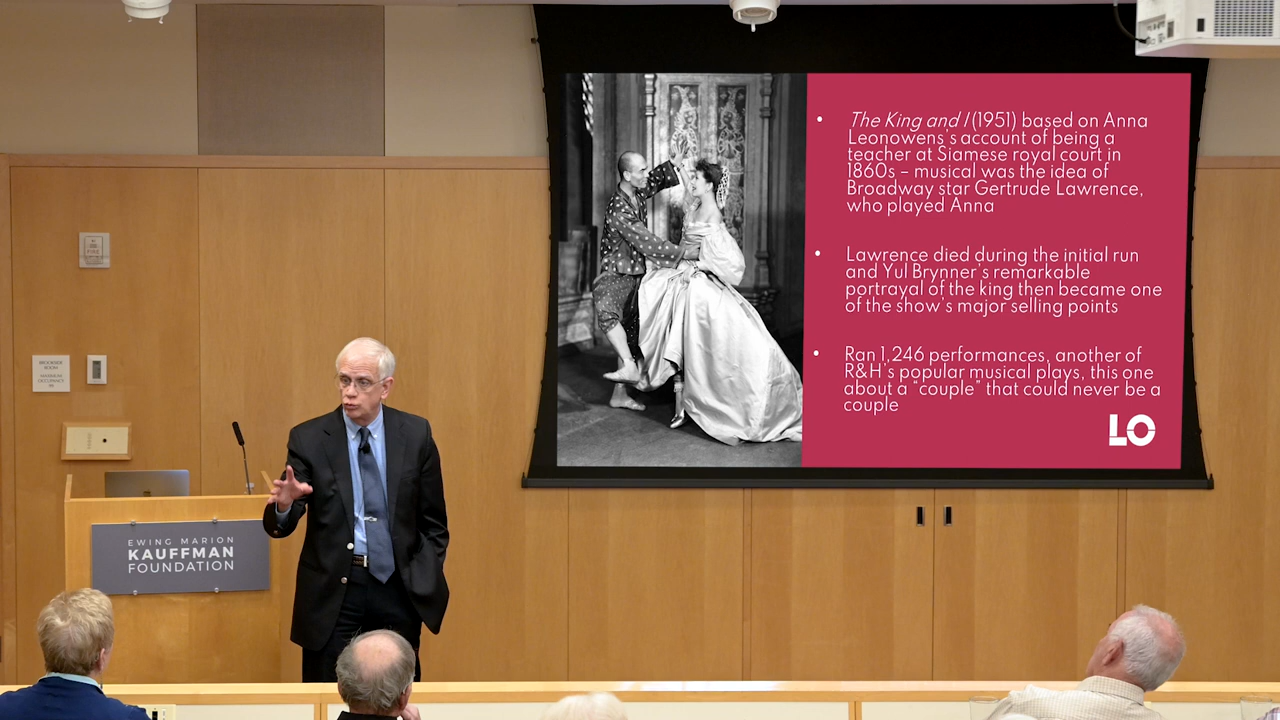 The King and I (1951) based on Anna
Leonowens's account of being a
teacher at Siamese royal court in
1860s – musical was the idea of
Broadway star Gertrude Lawrence,
who played Anna
Lawrence died during the initial run
and Yul Brynner's remarkable
portrayal of the king then became one
of the show's major selling points
Ran 1,246 performances, another of
R&H's popular musical plays, this one
about a "couple" that could never be a
couple
LO
BROOKSIDE
ROOM
MAXIMUM
OCCUPANCY
EWING MARION
KAUFFMAN
FOUNDATION